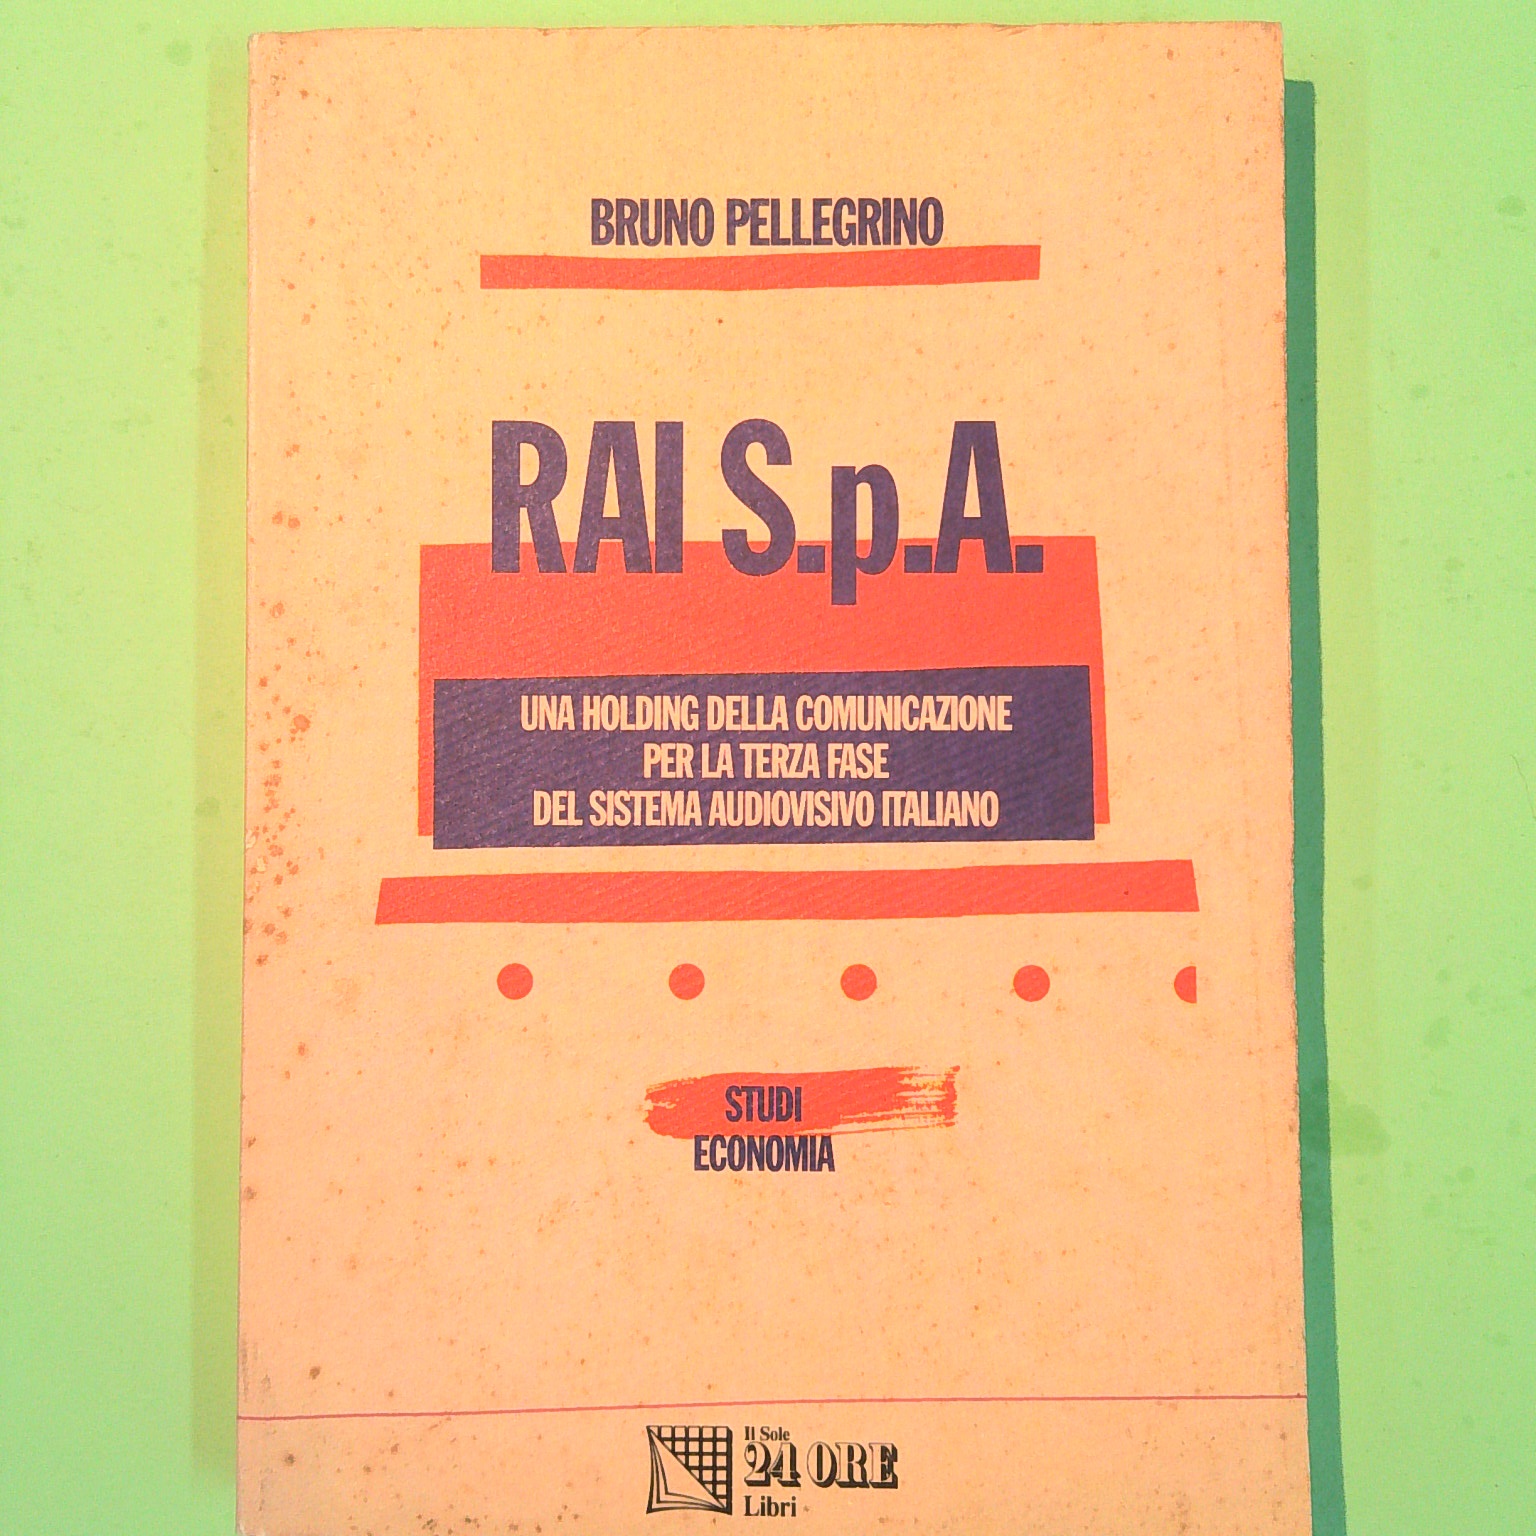 BRUNO PELLEGRINO
RAI S.p.A.
UNA HOLDING DELLA COMUNICAZIONE
PER LA TERZA FASE
DEL SISTEMA AUDIOVISIVO ITALIANO
STUDI
ECONOMIA
Il Sole
24 ORE
Libri